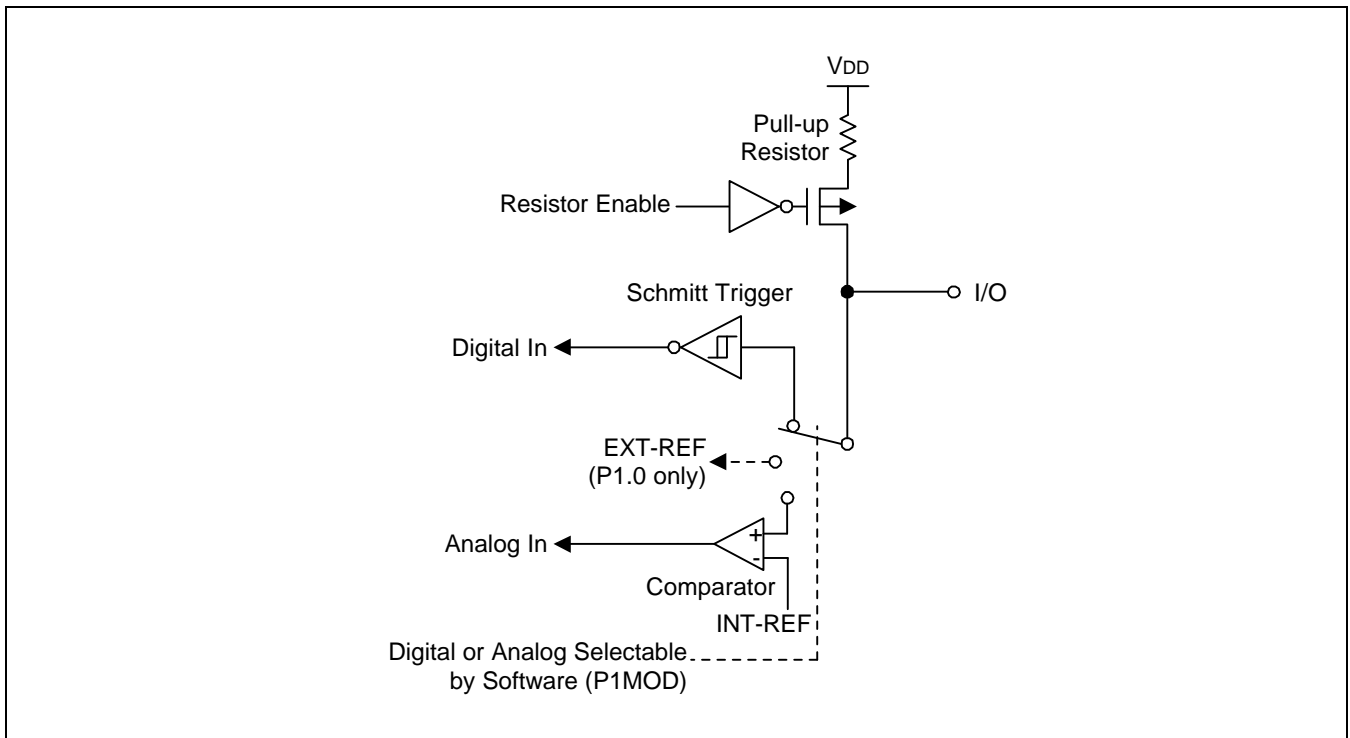 VDD
Pull-up
Resistor
Resistor Enable
Schmitt Trigger
I/O
Digital In
EXT-REF
(P1.0 only)
+
Analog In
-
Comparator
INT-REF
Digital or Analog Selectable
by Software (P1MOD)